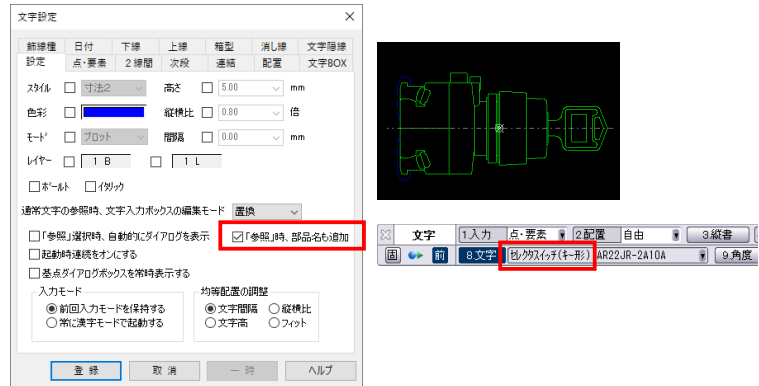 文字設定
飾線種 日付 下線 上線 箱型 消し線 文字隠線
設定 点・要素 2線間 次段 連結 配置 文字BOX
スタイル 寸法2 高さ 5.00 mm
色彩 縦横比 0.80 倍
モード プロット 間隔 0.00 mm
レイヤー 1 B 1 L
ボールト イタリック
通常文字の参照時、文字入力ボックスの編集モード 置換
「参照」選択時、自動的にダイアログを表示 「参照」時、部品名も追加
起動時連続をオンにする
基点ダイアログボックスを常時表示する
入力モード 均等配置の調整
前回入力モードを保持する 文字間隔 縦横比
常に漢字モードで起動する 文字高 フィット
登 録 取 消 一 時 ヘルプ
文字 1.入力 点・要素 2.配置 自由 3.縦書
固 前 8.文字 セレクタスイッチ(キー形) AR22JR-2A10A 9.角度